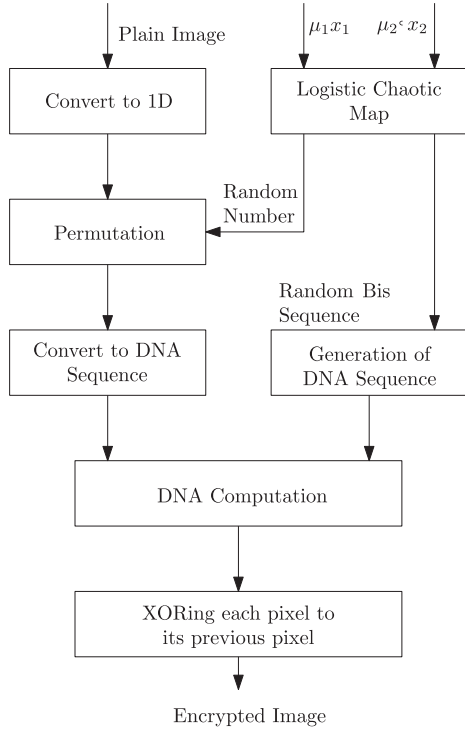 Plain Image
μ₁x₁
μ₂‘ x₂
Convert to 1D
Logistic Chaotic
Map
Random
Number
Permutation
Random Bis
Sequence
Convert to DNA
Sequence
Generation of
DNA Sequence
DNA Computation
XORing each pixel to
its previous pixel
Encrypted Image